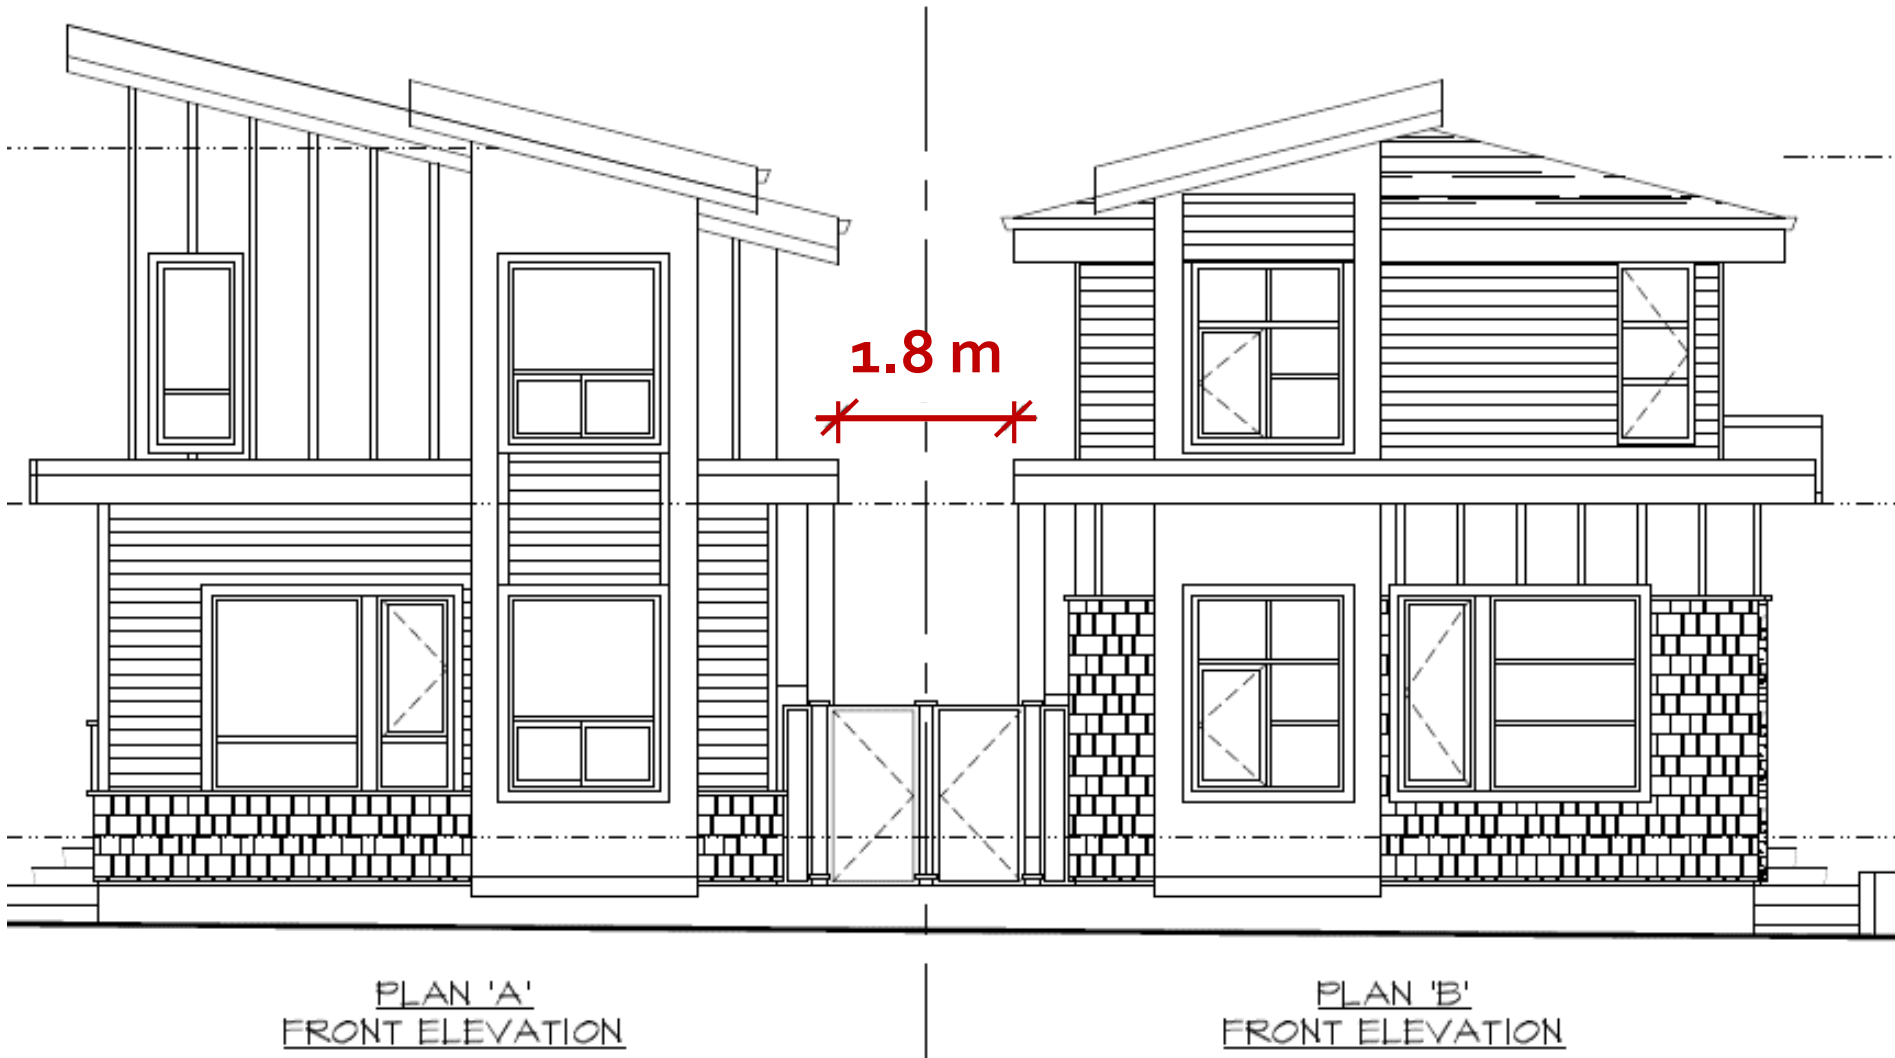 1.8 m
PLAN 'A'
FRONT ELEVATION
PLAN 'B'
FRONT ELEVATION